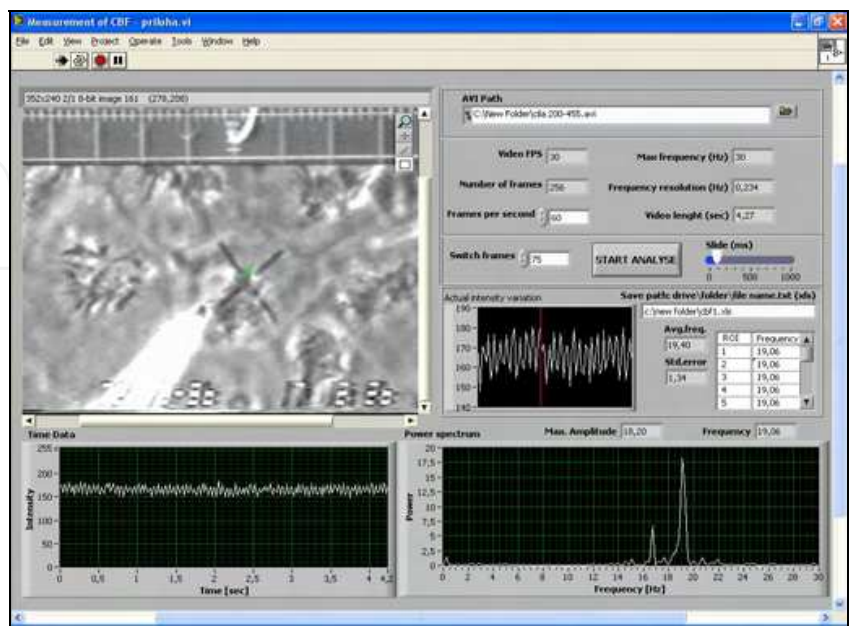 Measurement of CBF - priloha.vi
File Edit View Project Operate Tools Window Help
352x240 2/1 8-bit image 161 (270,200)
AVI Path
C:\New Folder\cilia 200-455.avi
Video FPS 30 Max frequency (Hz) 30
Number of frames 256 Frequency resolution (Hz) 0,234
Frames per second 60 Video lenght (sec) 4,27
Switch frames 75 START ANALYSE Slide (ms)
0 500 1000
Actual intensity variation Save path: drive\folder\file name.txt (xls)
c:\new folder\cbf1.xls
190
180
170
160
150
140
Avg.freq.
19,40
Std.error
1,34
ROI Frequency
1 19,06
2 19,06
3 19,06
4 19,06
5 19,06
Time Data
255
200
150
100
50
0
Intensity
0 0,5 1 1,5 2 2,5 3 3,5 4 4,2
Time [sec]
Power spectrum Max. Amplitude 18,20 Frequency 19,06
20
17,5
15
12,5
10
7,5
5
2,5
0
Power
0 2 4 6 8 10 12 14 16 18 20 22 24 26 28 30
Frequency [Hz]